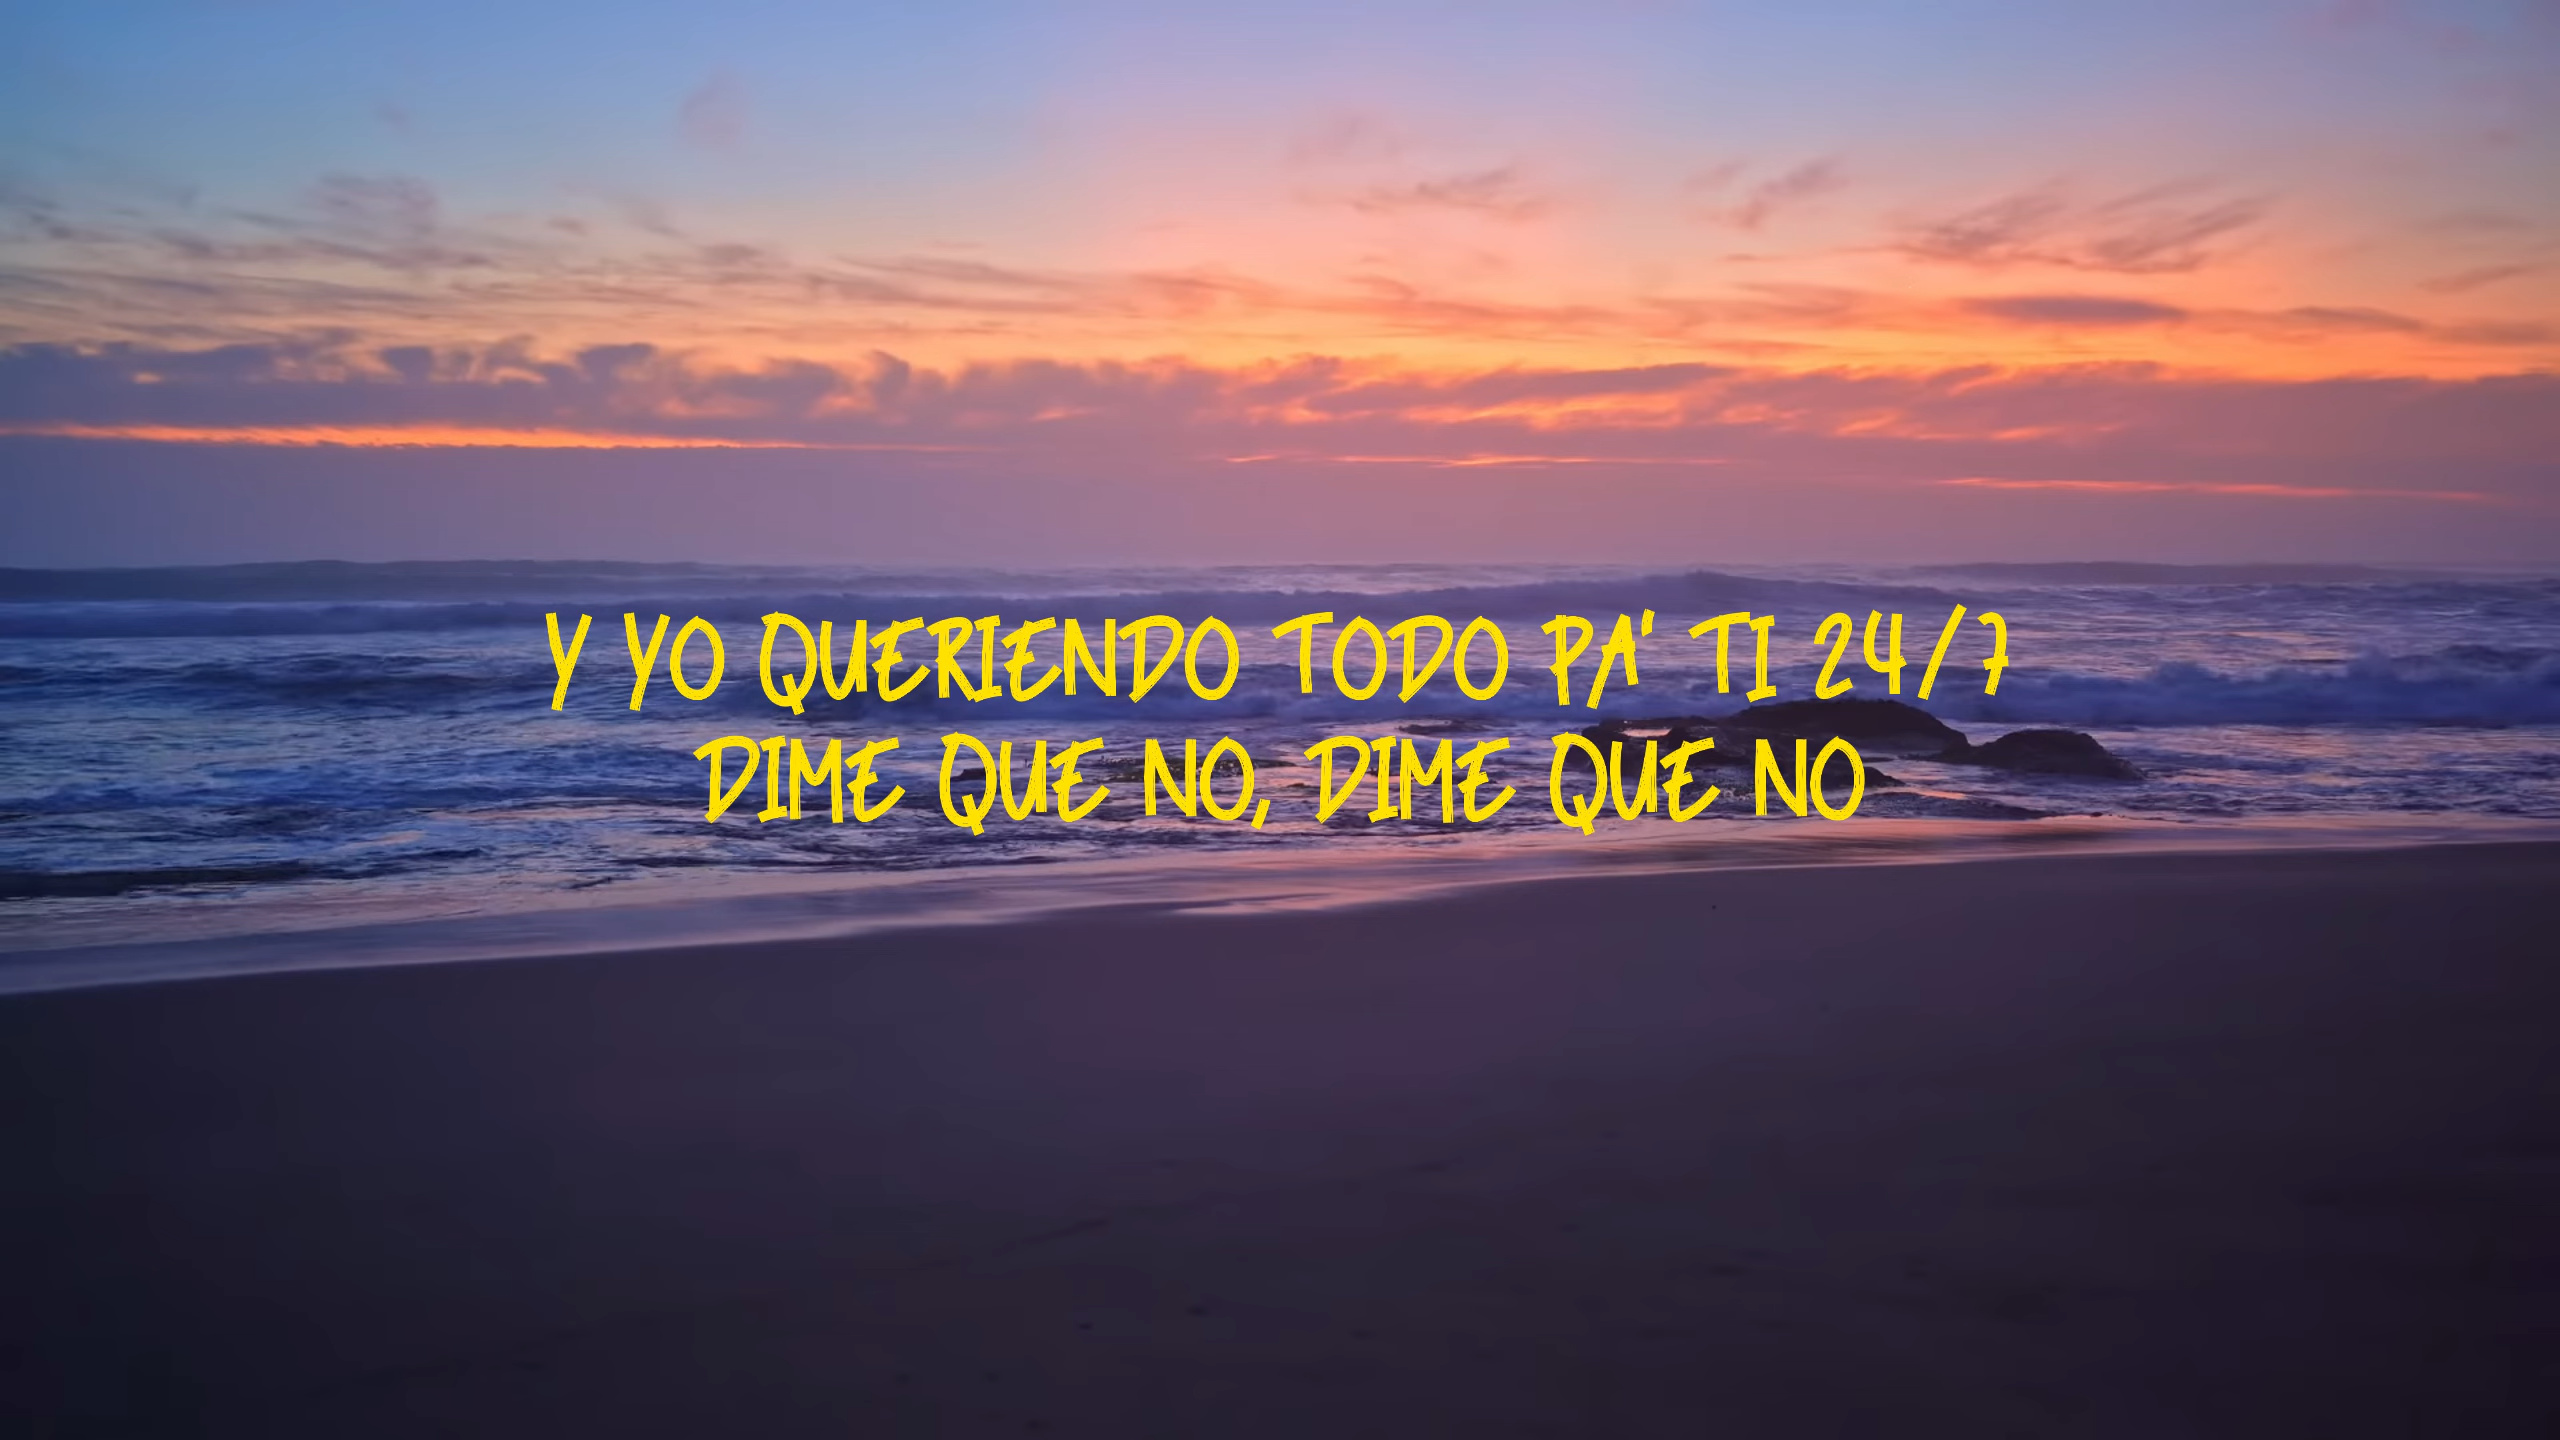 Y YO QUERIENDO TODO PA' TI 24/7
DIME QUE NO, DIME QUE NO